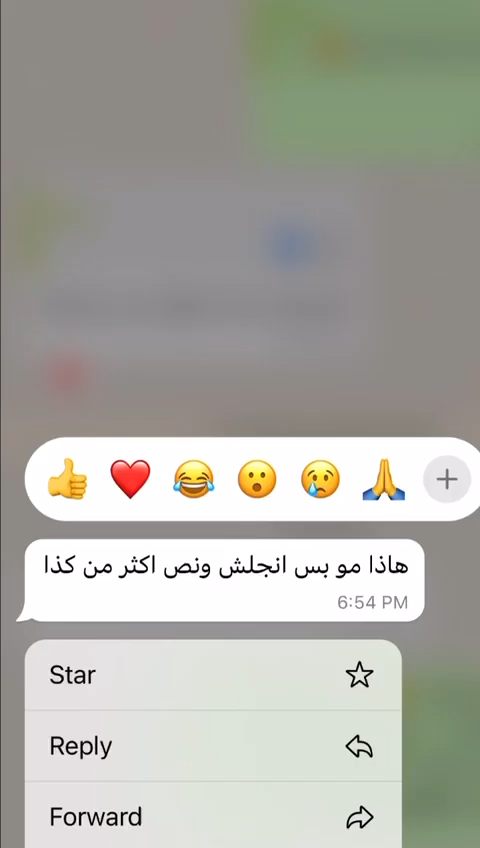 هاذا مو بس انجلش ونص اكثر من كذا
6:54 PM
Star
Reply
Forward